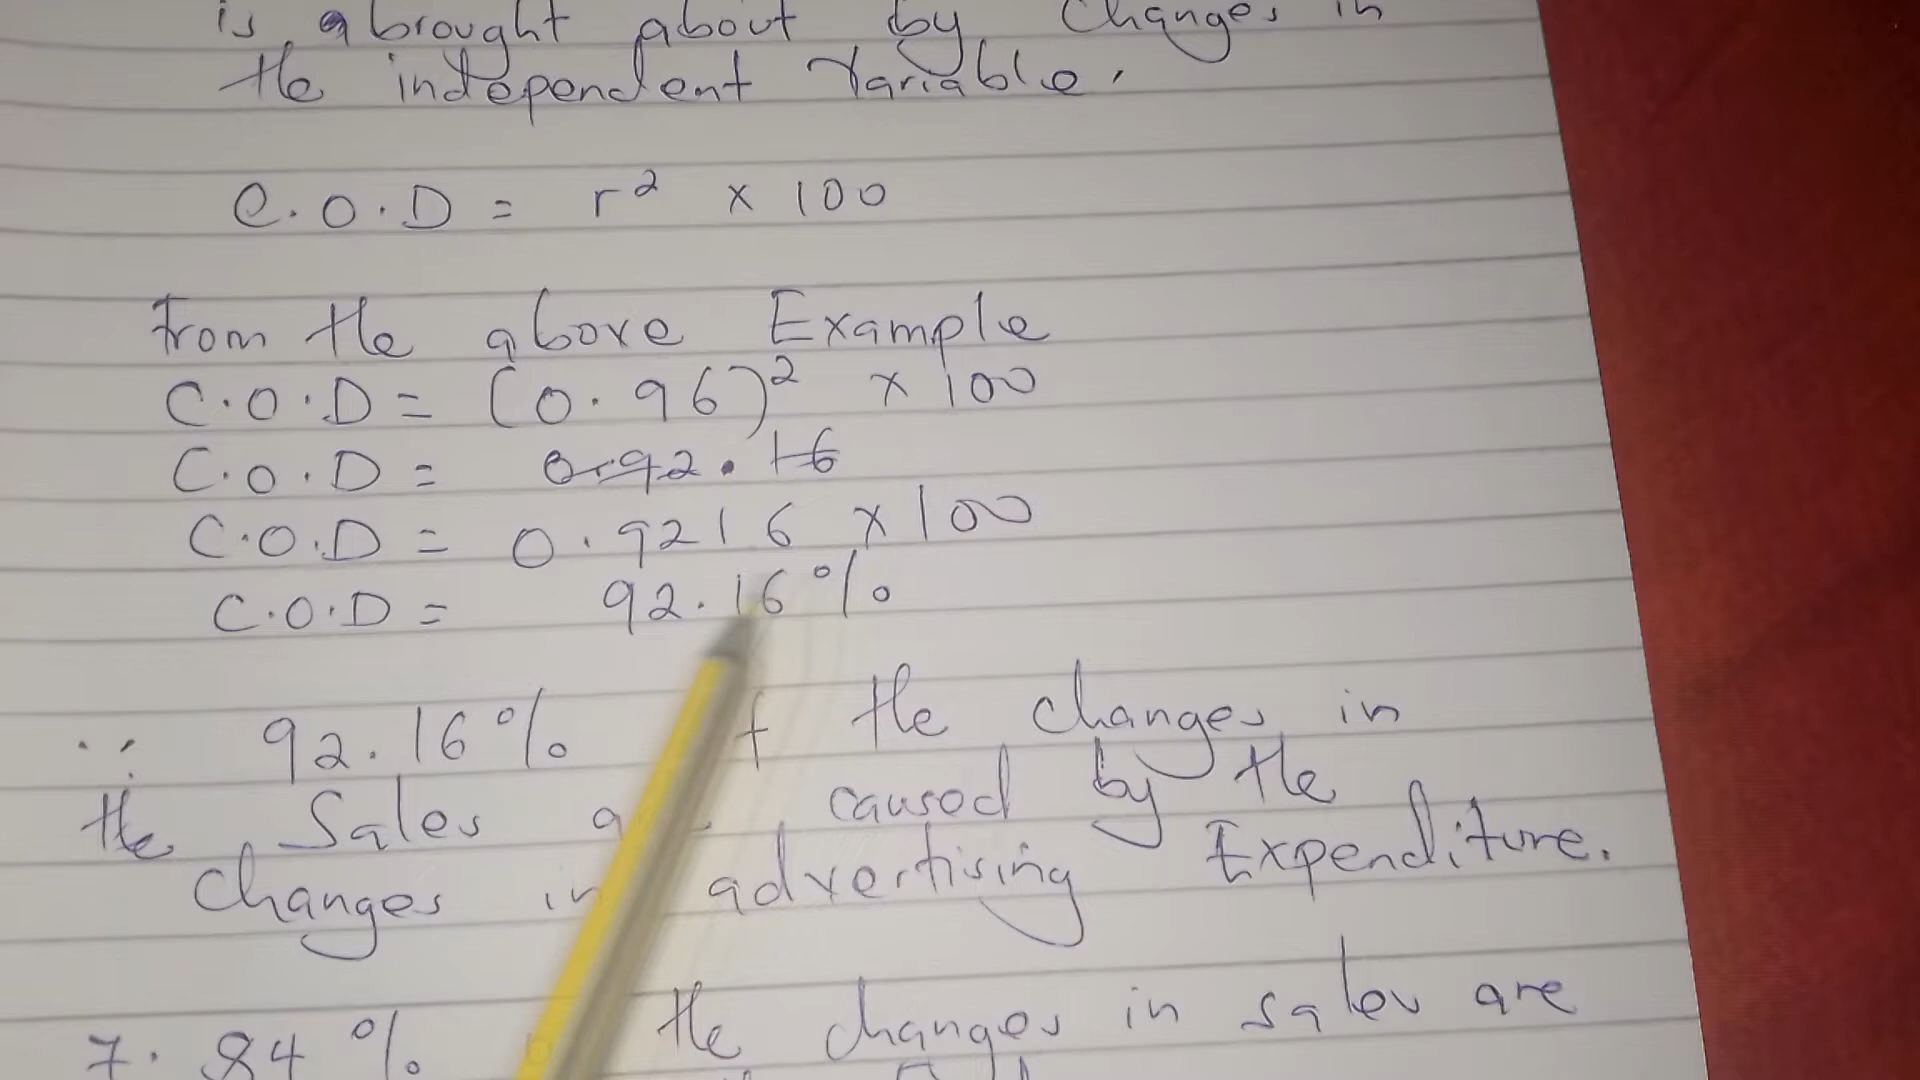 is a brought about by changes in
the independent Variable.
C.O.D = r² × 100
From the above Example
C.O.D = (0.96)² × 100
C.O.D = 0.92.16
C.O.D = 0.9216 × 100
C.O.D = 92.16%
∴ 92.16% the changes in
the Sales caused by the
changes in advertising Expenditure.
7.84% the changes in sales are